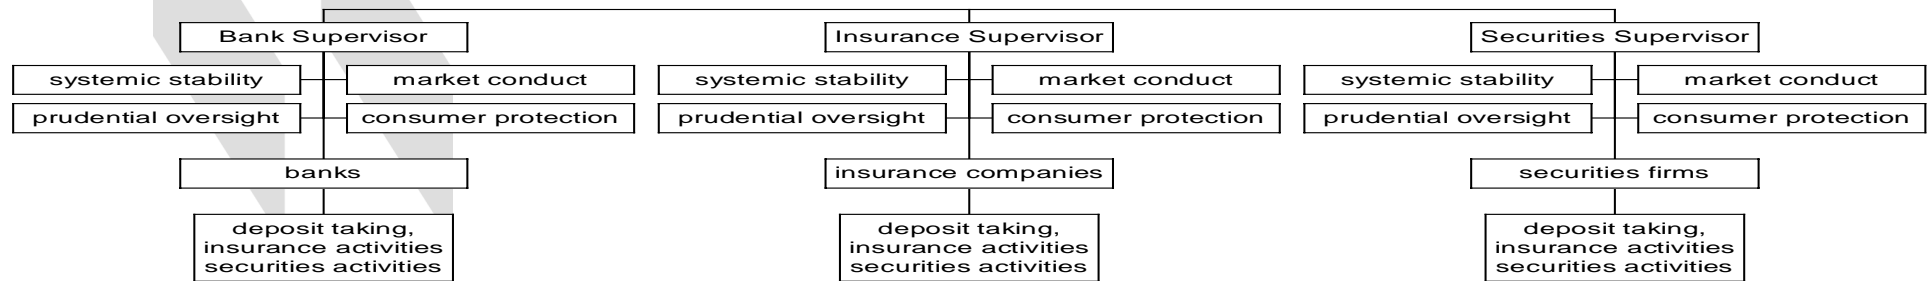 Bank Supervisor
Insurance Supervisor
Securities Supervisor
systemic stability
market conduct
systemic stability
market conduct
systemic stability
market conduct
prudential oversight
consumer protection
prudential oversight
consumer protection
prudential oversight
consumer protection
banks
insurance companies
securities firms
deposit taking,
insurance activities
securities activities
deposit taking,
insurance activities
securities activities
deposit taking,
insurance activities
securities activities